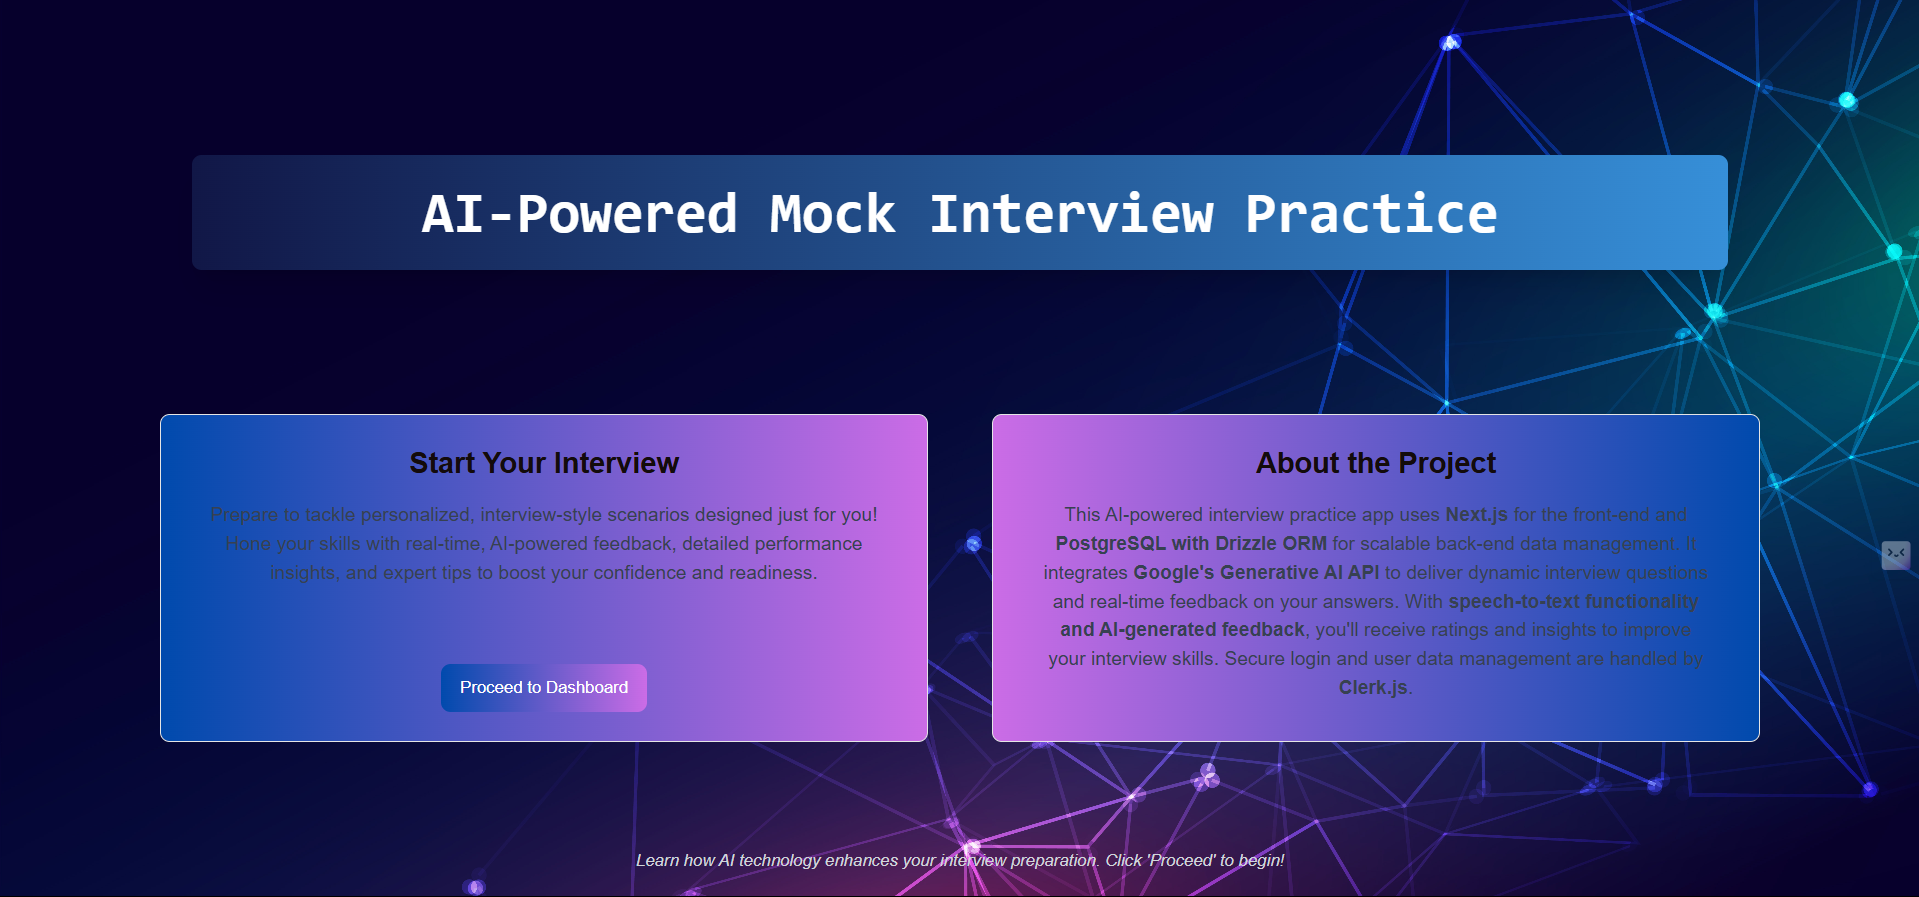 AI-Powered Mock Interview Practice
Start Your Interview
Prepare to tackle personalized, interview-style scenarios designed just for you!
Hone your skills with real-time, AI-powered feedback, detailed performance
insights, and expert tips to boost your confidence and readiness.
Proceed to Dashboard
About the Project
This AI-powered interview practice app uses Next.js for the front-end and
PostgreSQL with Drizzle ORM for scalable back-end data management. It
integrates Google's Generative AI API to deliver dynamic interview questions
and real-time feedback on your answers. With speech-to-text functionality
and AI-generated feedback, you'll receive ratings and insights to improve
your interview skills. Secure login and user data management are handled by
Clerk.js.
Learn how AI technology enhances your interview preparation. Click 'Proceed' to begin!